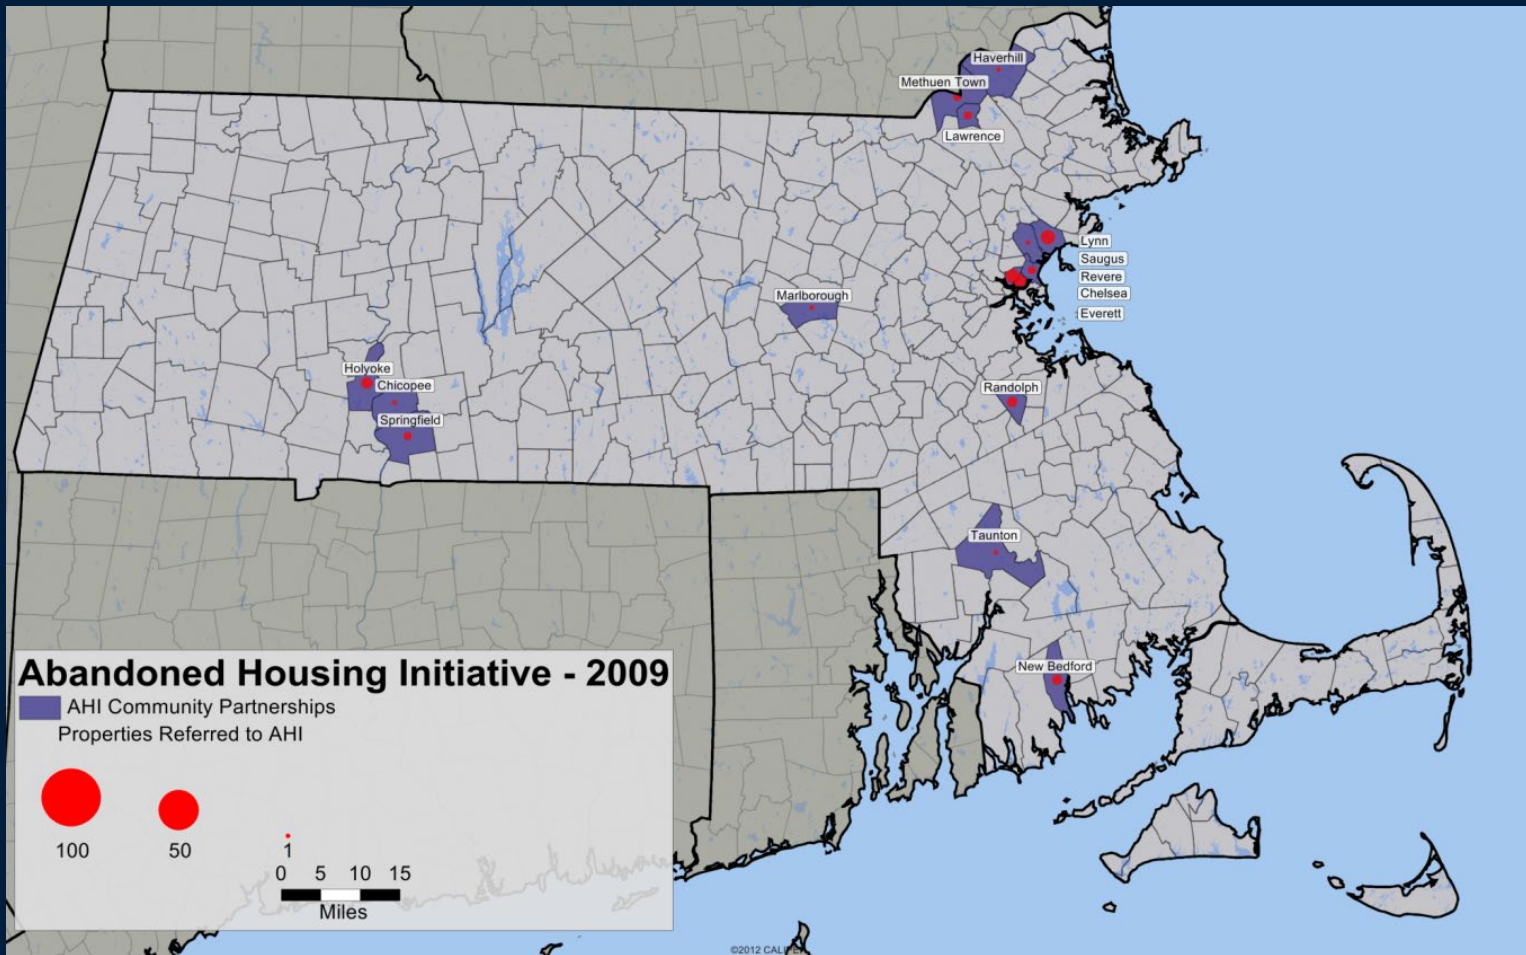 Haverhill
Methuen Town
Lawrence
Lynn
Saugus
Revere
Chelsea
Everett
Marlborough
Holyoke
Chicopee
Springfield
Randolph
Taunton
New Bedford
Abandoned Housing Initiative - 2009
AHI Community Partnerships
Properties Referred to AHI
100 50 1
0 5 10 15
Miles
©2012